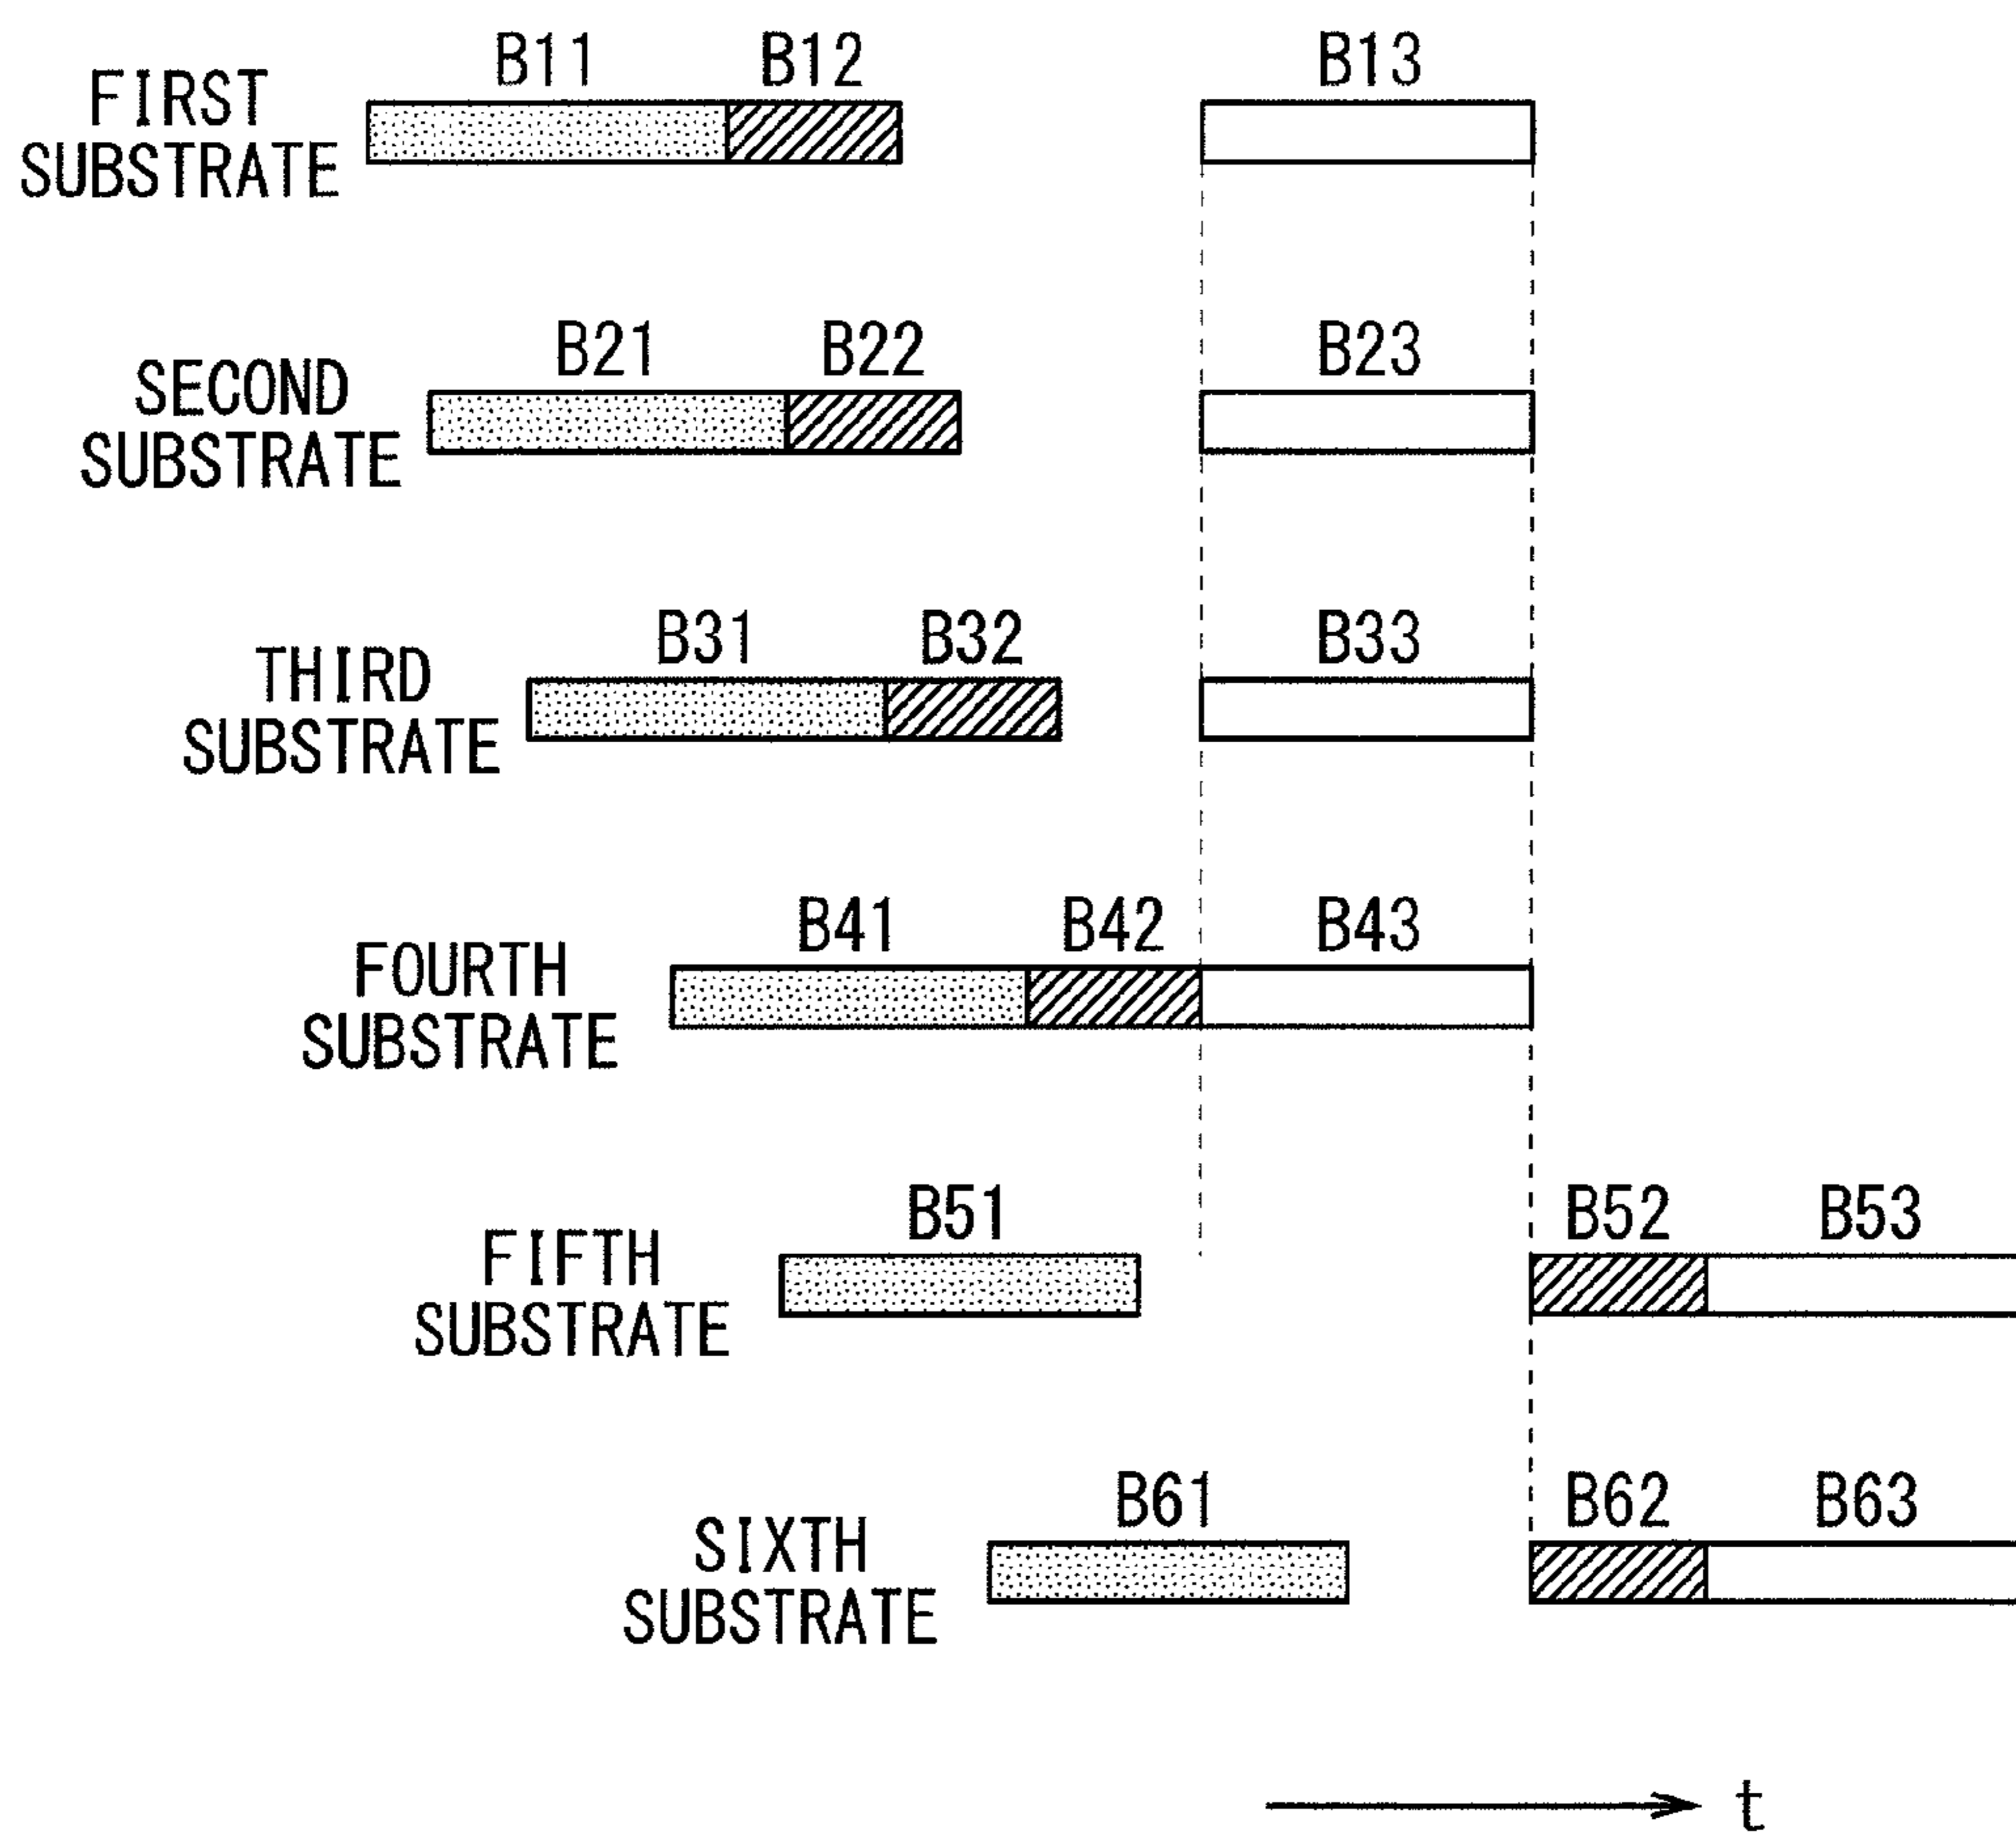 B11 B12 B13
FIRST
SUBSTRATE
B21 B22 B23
SECOND
SUBSTRATE
B31 B32 B33
THIRD
SUBSTRATE
B41 B42 B43
FOURTH
SUBSTRATE
B51 B52 B53
FIFTH
SUBSTRATE
B61 B62 B63
SIXTH
SUBSTRATE
t